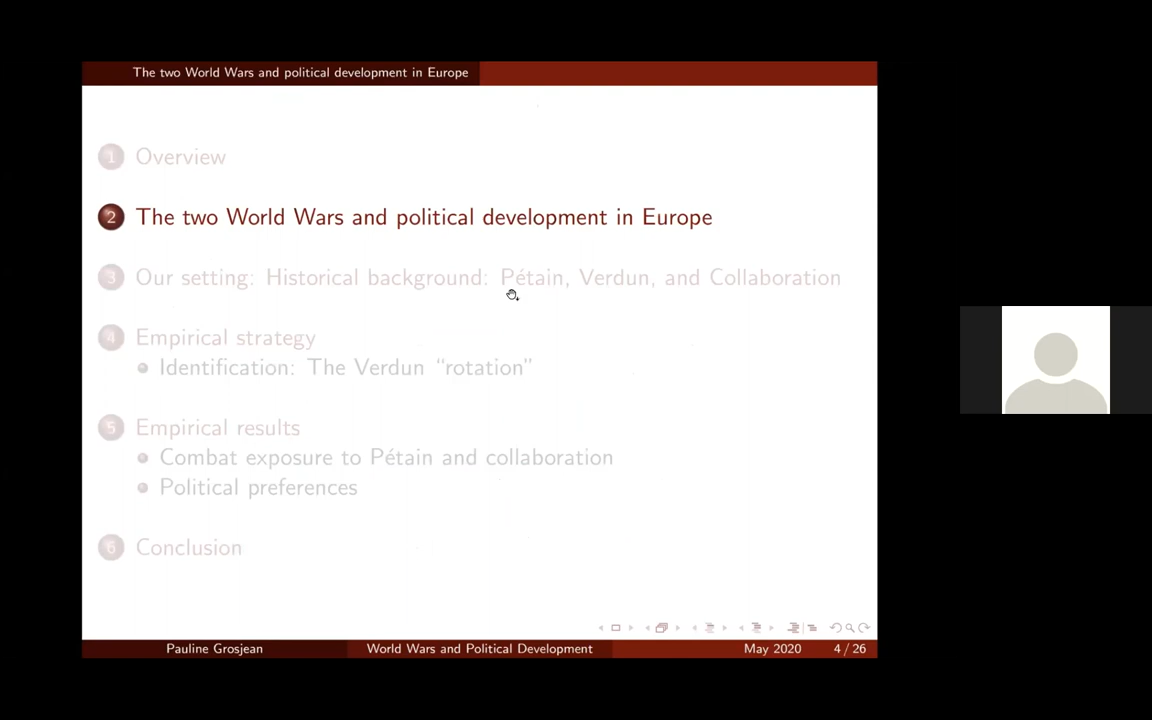 The two World Wars and political development in Europe
1 Overview
2 The two World Wars and political development in Europe
3 Our setting: Historical background: Pétain, Verdun, and Collaboration
4 Empirical strategy
Identification: The Verdun “rotation”
5 Empirical results
Combat exposure to Pétain and collaboration
Political preferences
6 Conclusion
Pauline Grosjean World Wars and Political Development May 2020 4 / 26